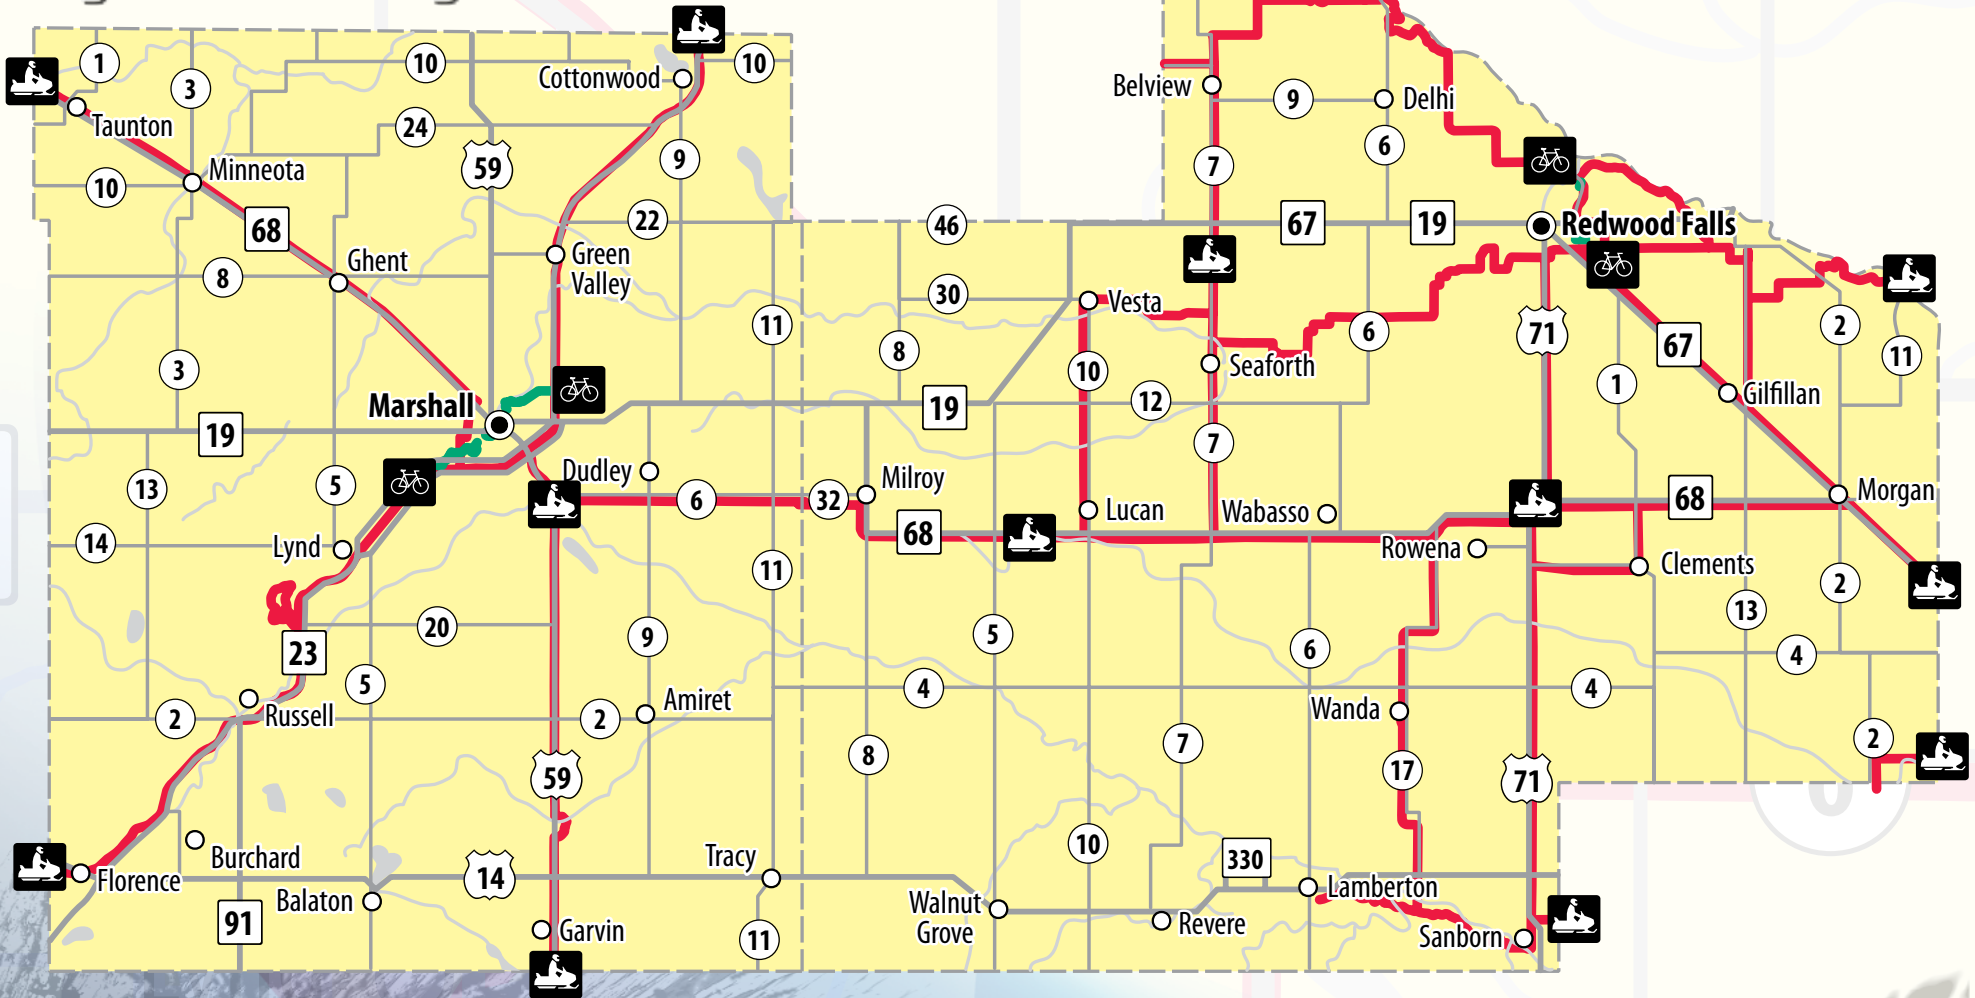 1
3
10
59
24
Cottonwood
10
Taunton
Minneota
10
68
9
22
Green
Valley
Ghent
8
3
11
Marshall
19
13
5
Dudley
6
32
Milroy
14
Lynd
11
20
9
23
5
Russell
2
2
Amiret
59
Burchard
Florence
Balaton
14
91
Garvin
Tracy
11
Belview
9
Delhi
7
6
46
67
19
Redwood Falls
30
Vesta
8
10
6
71
67
2
11
Seaforth
12
1
19
Gilfillan
7
Lucan
Wabasso
68
68
Morgan
Rowena
Clements
5
6
13
2
4
4
4
Wanda
7
8
17
71
2
10
330
Walnut
Grove
Revere
Lamberton
Sanborn